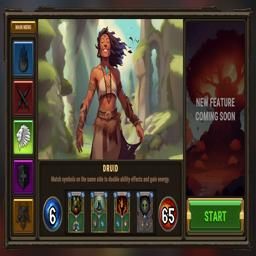 MAIN MENU
NEW FEATURE
COMING SOON
DRUID
Match symbols on the same side to double ability effects and gain energy.
6
65
START